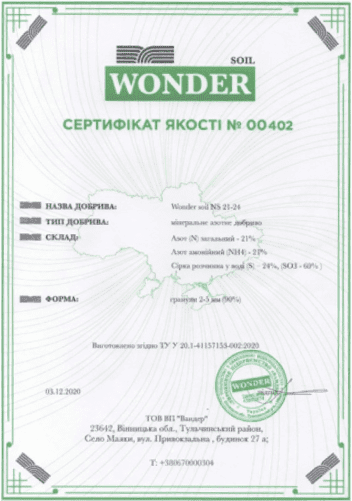 SOIL
WONDER
СЕРТИФІКАТ ЯКОСТІ № 00402
НАЗВА ДОБРИВА: Wonder soil NS 21-24
ТИП ДОБРИВА: мінеральне азотне добриво
СКЛАД: Азот (N) загальний - 21%
Азот амонійний (NH4) - 21%
Сірка розчинна у воді (S) - 24%, (SO3 - 60% )
ФОРМА: гранули 2-5 мм (90%)
Виготовлено згідно ТУ У 20.1-41157153-002:2020
03.12.2020
WONDER
ТОВ ВП "Вандер"
23642, Вінницька обл., Тульчинський район,
Село Маяки, вул. Привокзальна , будинок 27 а;
Т: +380670000304